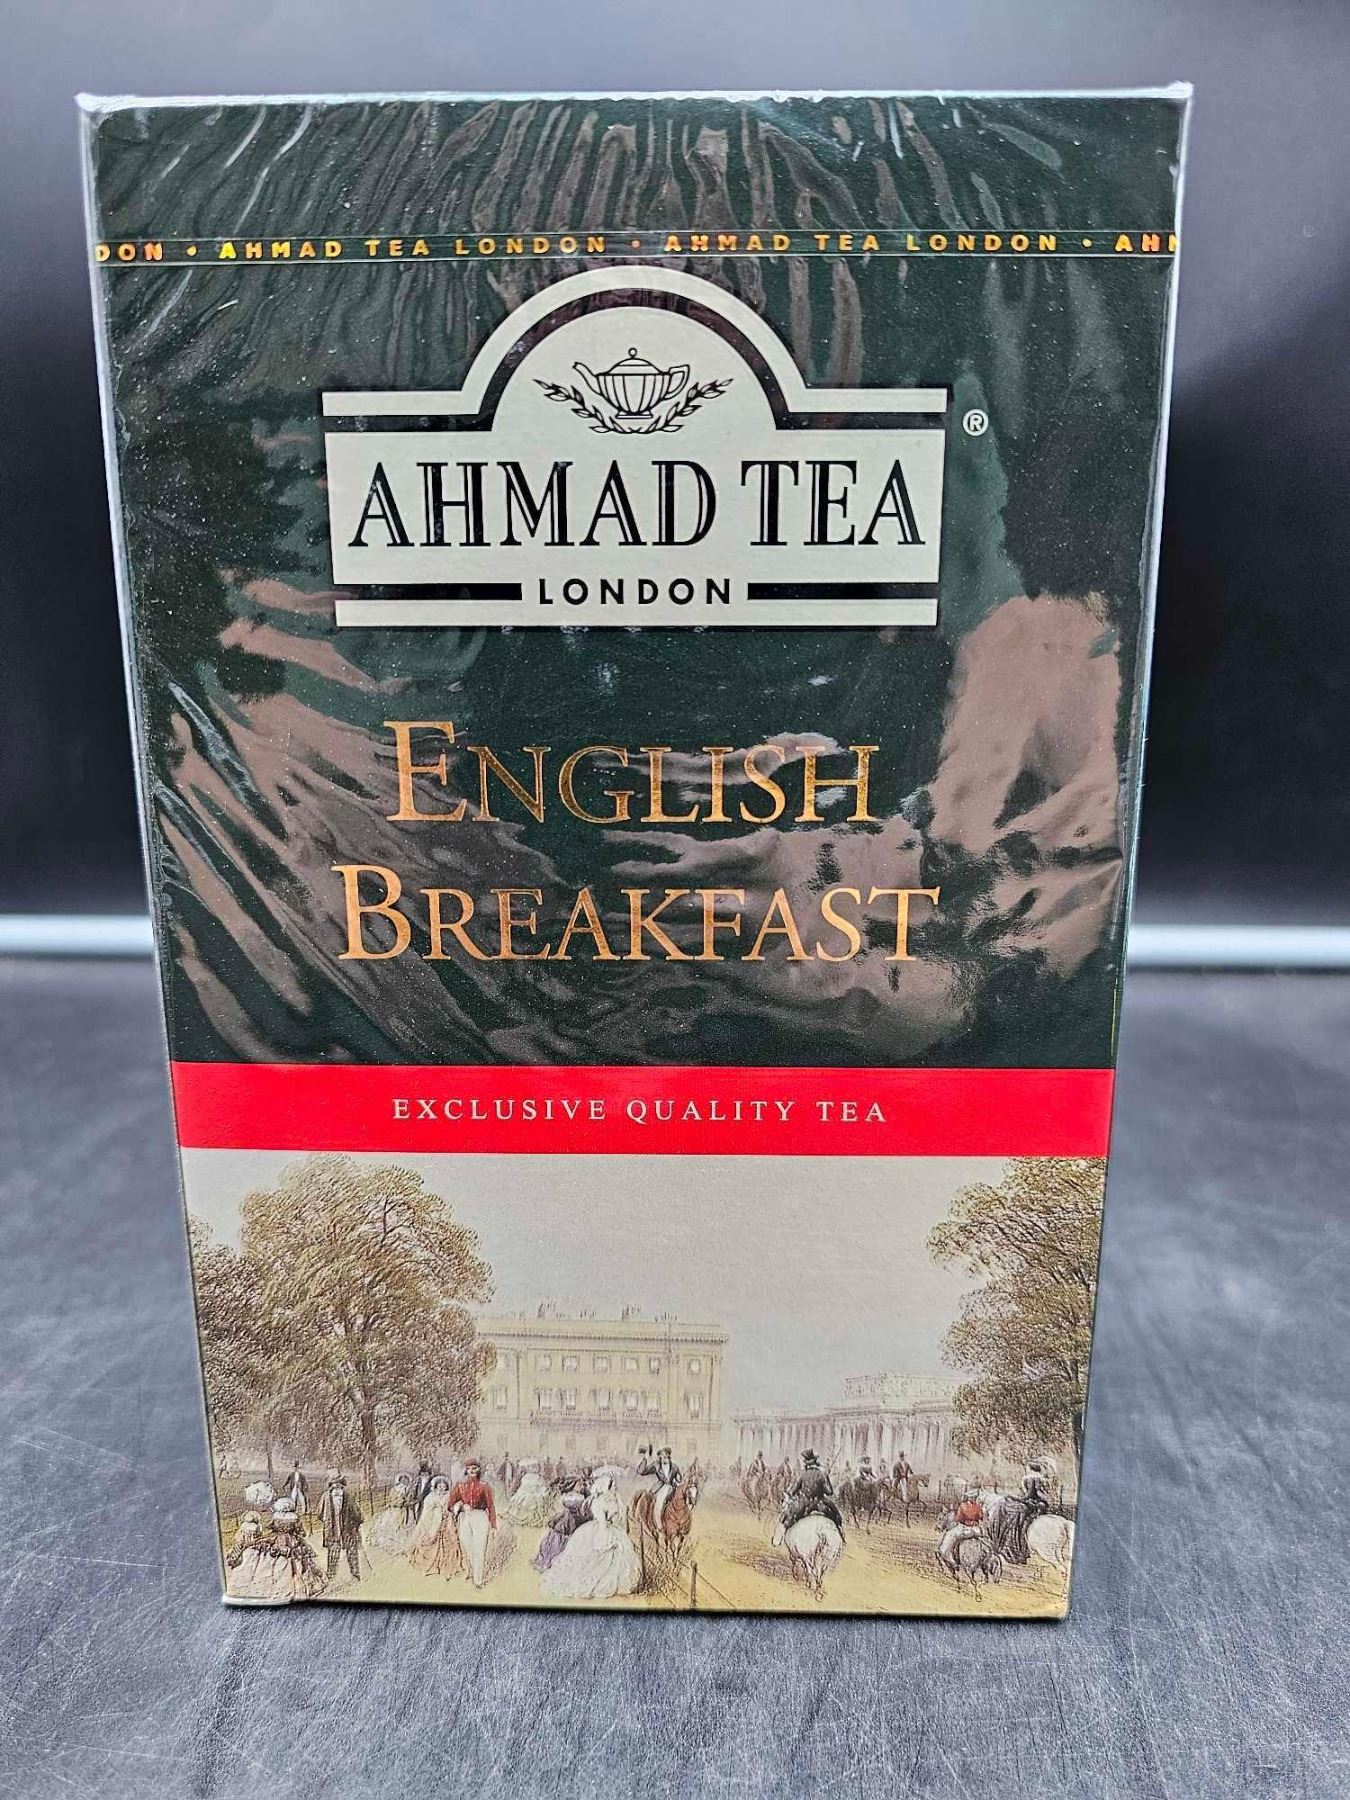 DON • AHMAD TEA LONDON • AHMAD TEA LONDON • AHM
AHMAD TEA ®
LONDON
ENGLISH
BREAKFAST
EXCLUSIVE QUALITY TEA